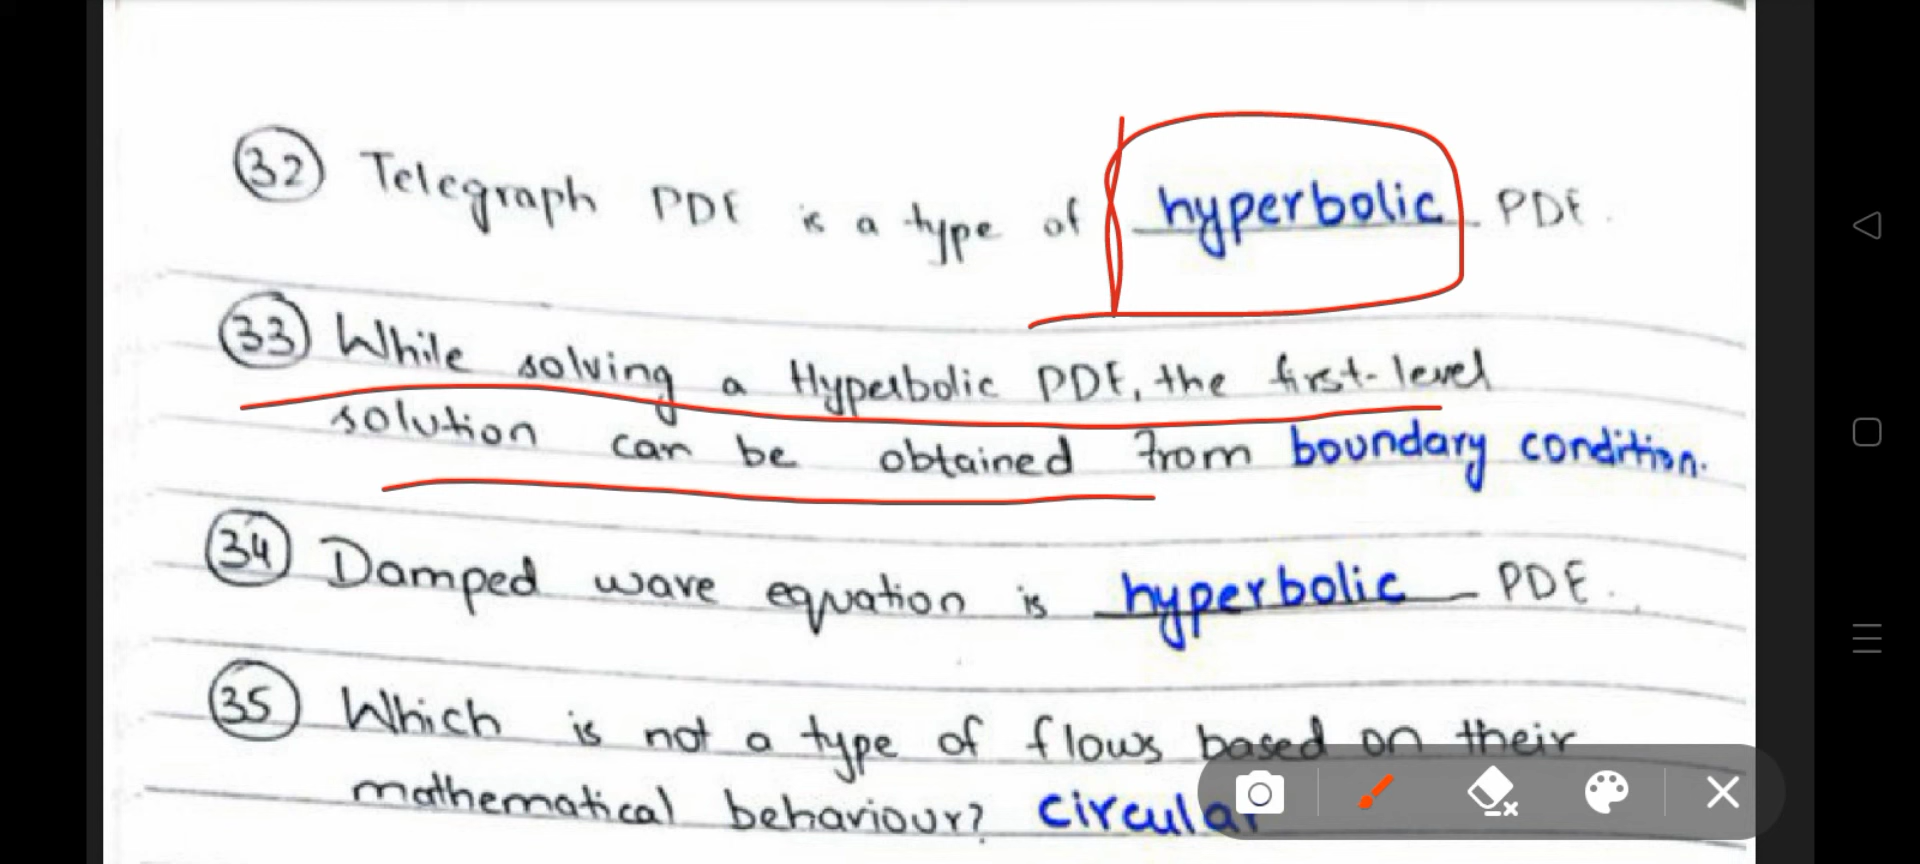 32 Telegraph PDE is a type of hyperbolic PDE.
33 While solving a Hyperbolic PDE, the first-level
solution can be obtained from boundary condition.
34 Damped wave equation is hyperbolic PDE.
35 Which is not a type of flows based on their
mathematical behaviour? circular